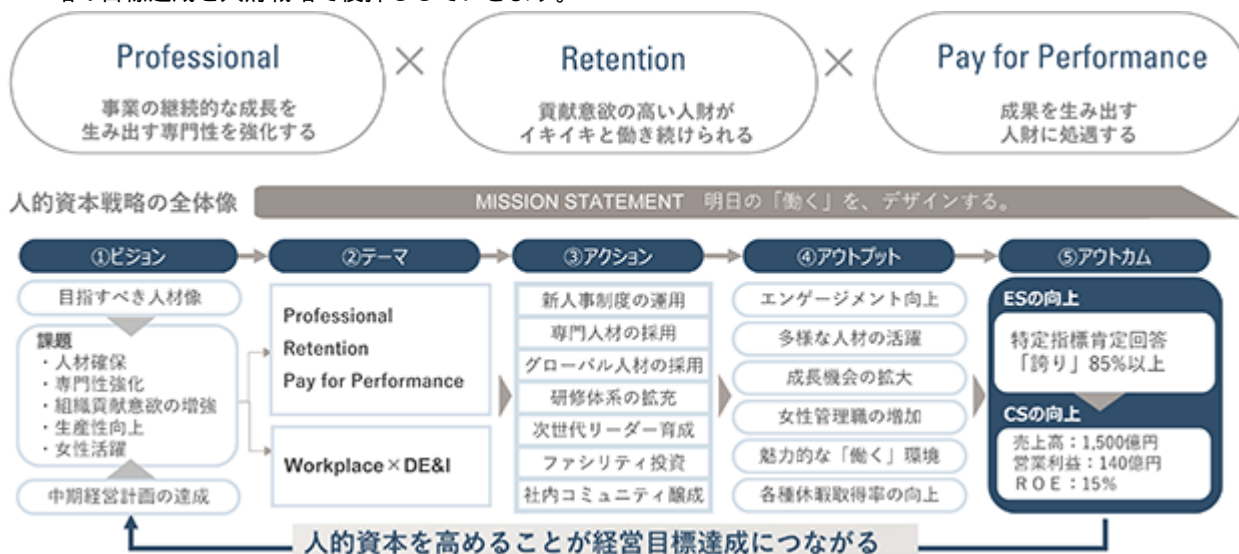 Professional
×
Retention
×
Pay for Performance
事業の継続的な成長を
生み出す専門性を強化する
貢献意欲の高い人財が
イキイキと働き続けられる
成果を生み出す
人財に処遇する
人的資本戦略の全体像
MISSION STATEMENT 明日の「働く」を、デザインする。
①ビジョン
目指すべき人材像
課題
・人材確保
・専門性強化
・組織貢献意欲の増強
・生産性向上
・女性活躍
中期経営計画の達成
②テーマ
Professional
Retention
Pay for Performance
Workplace×DE&I
③アクション
新人事制度の運用
専門人材の採用
グローバル人材の採用
研修体系の拡充
次世代リーダー育成
ファシリティ投資
社内コミュニティ醸成
④アウトプット
エンゲージメント向上
多様な人材の活躍
成長機会の拡大
女性管理職の増加
魅力的な「働く」環境
各種休暇取得率の向上
⑤アウトカム
ESの向上
特定指標肯定回答
「誇り」85%以上
CSの向上
売上高：1,500億円
営業利益：140億円
ＲＯＥ：15%
人的資本を高めることが経営目標達成につながる